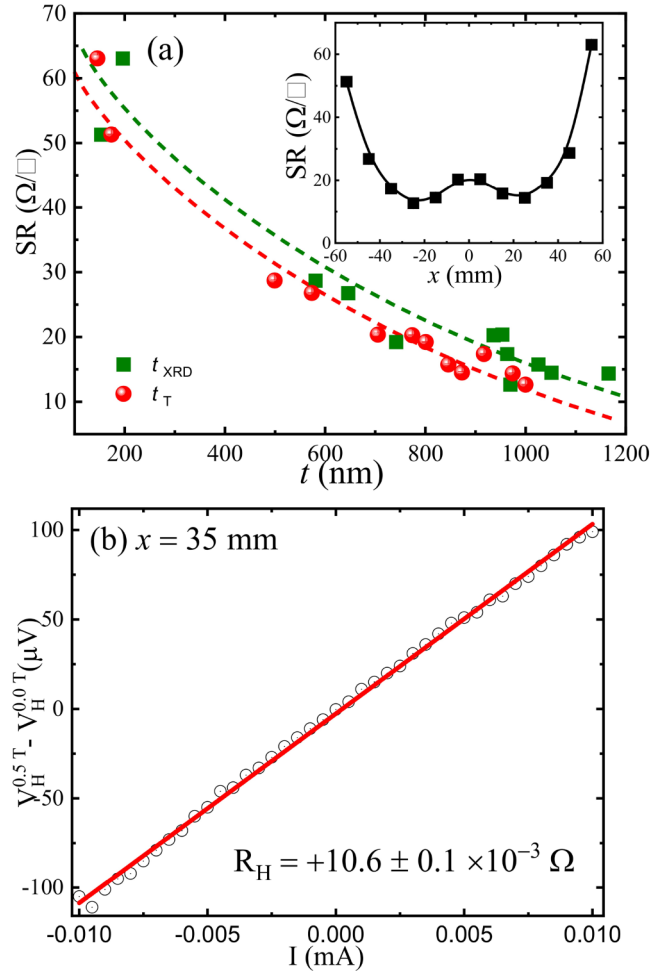 (a)
SR (Ω/□)
70
60
50
40
30
20
10
200 400 600 800 1000 1200
t (nm)
t XRD
t T
SR (Ω/□)
60
40
20
0
-60 -40 -20 0 20 40 60
x (mm)
(b) x = 35 mm
V_H^0.5 T - V_H^0.0 T (μV)
100
50
0
-50
-100
R_H = +10.6 ± 0.1 ×10⁻³ Ω
-0.010 -0.005 0.000 0.005 0.010
I (mA)